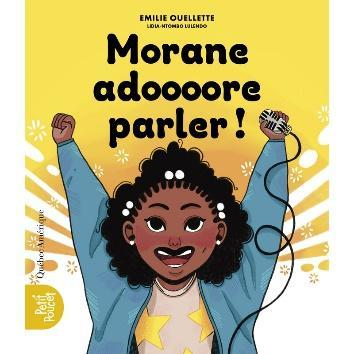 EMILIE OUELLETTE
LIDIA-NTOMBO LULENDO
Morane
adoooore
parler !
Québec Amérique
Petit
Poucet